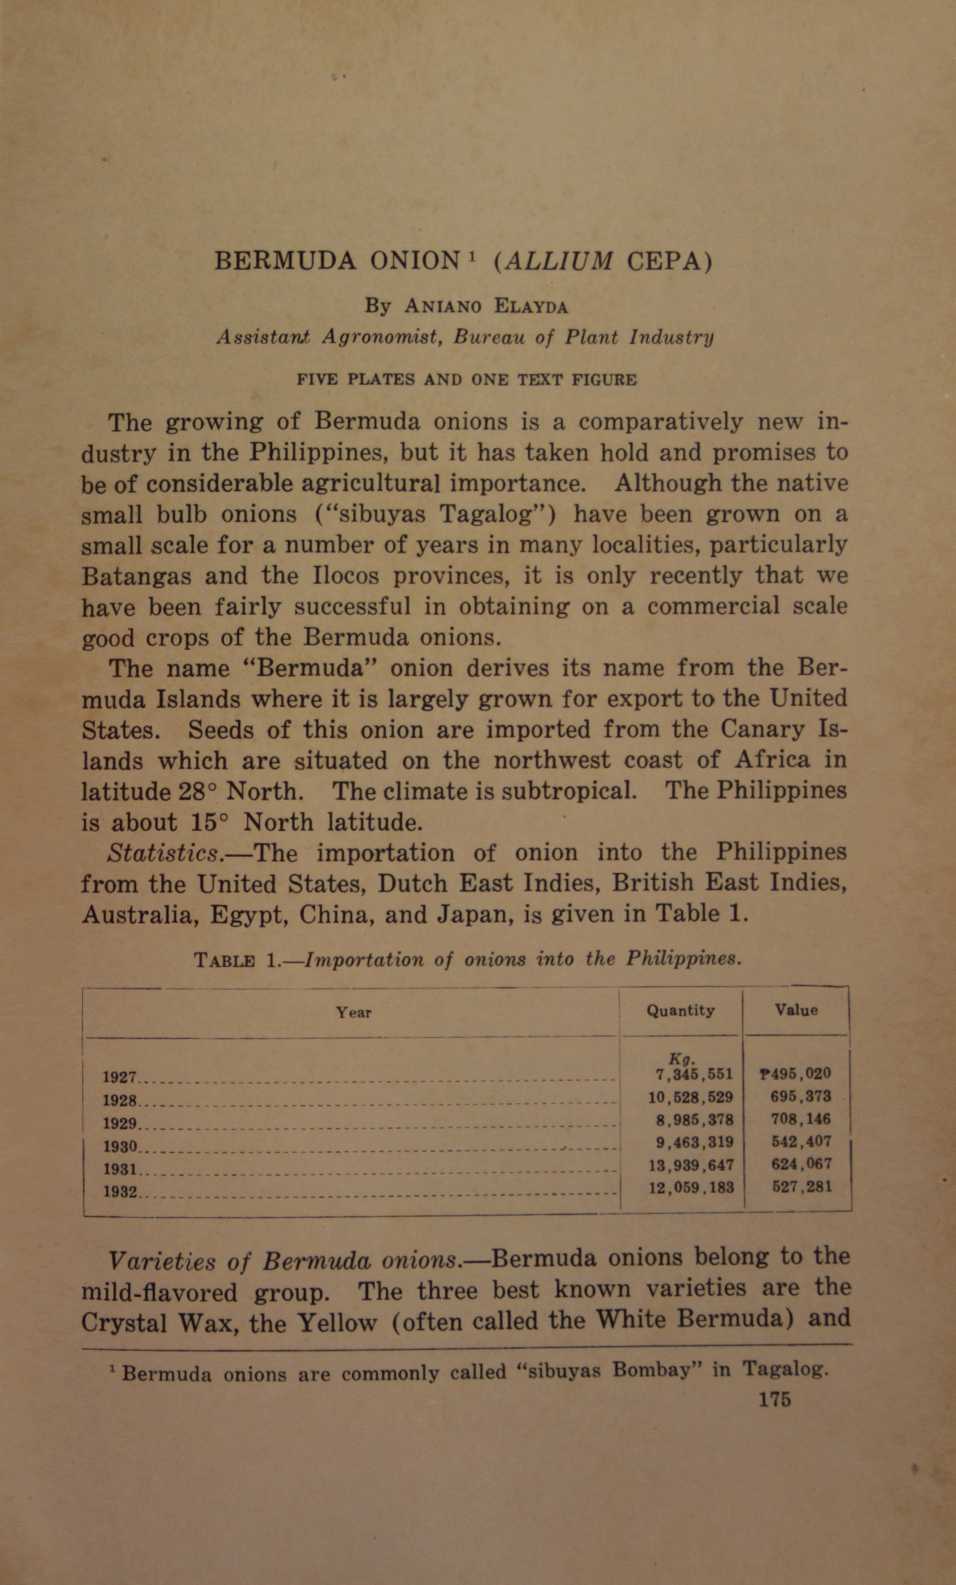 BERMUDA ONION ¹ (ALLIUM CEPA)
By ANIANO ELAYDA
Assistant Agronomist, Bureau of Plant Industry
FIVE PLATES AND ONE TEXT FIGURE
The growing of Bermuda onions is a comparatively new in-
dustry in the Philippines, but it has taken hold and promises to
be of considerable agricultural importance. Although the native
small bulb onions (“sibuyas Tagalog”) have been grown on a
small scale for a number of years in many localities, particularly
Batangas and the Ilocos provinces, it is only recently that we
have been fairly successful in obtaining on a commercial scale
good crops of the Bermuda onions.
The name “Bermuda” onion derives its name from the Ber-
muda Islands where it is largely grown for export to the United
States. Seeds of this onion are imported from the Canary Is-
lands which are situated on the northwest coast of Africa in
latitude 28° North. The climate is subtropical. The Philippines
is about 15° North latitude.
Statistics.—The importation of onion into the Philippines
from the United States, Dutch East Indies, British East Indies,
Australia, Egypt, China, and Japan, is given in Table 1.
TABLE 1.—Importation of onions into the Philippines.
Year Quantity Value
Kg.
1927 7,345,551 ₱495,020
1928 10,528,529 695,373
1929 8,985,378 708,146
1930 9,463,319 542,407
1931 13,939,647 624,067
1932 12,059,183 527,281
Varieties of Bermuda onions.—Bermuda onions belong to the
mild-flavored group. The three best known varieties are the
Crystal Wax, the Yellow (often called the White Bermuda) and
¹ Bermuda onions are commonly called “sibuyas Bombay” in Tagalog.
175